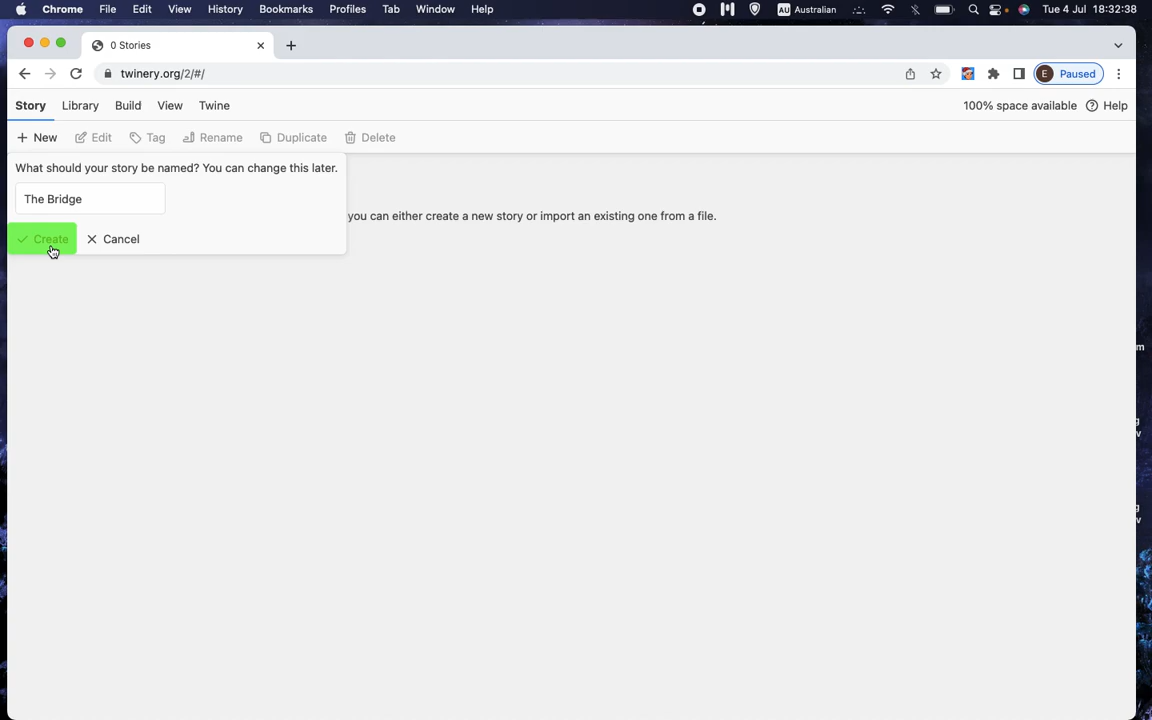 Chrome File Edit View History Bookmarks Profiles Tab Window Help AU Australian Tue 4 Jul 18:32:38
0 Stories
twinery.org/2/#/ E Paused
Story Library Build View Twine 100% space available Help
New Edit Tag Rename Duplicate Delete
What should your story be named? You can change this later.
The Bridge
you can either create a new story or import an existing one from a file.
Create Cancel
m
g
v
g
v